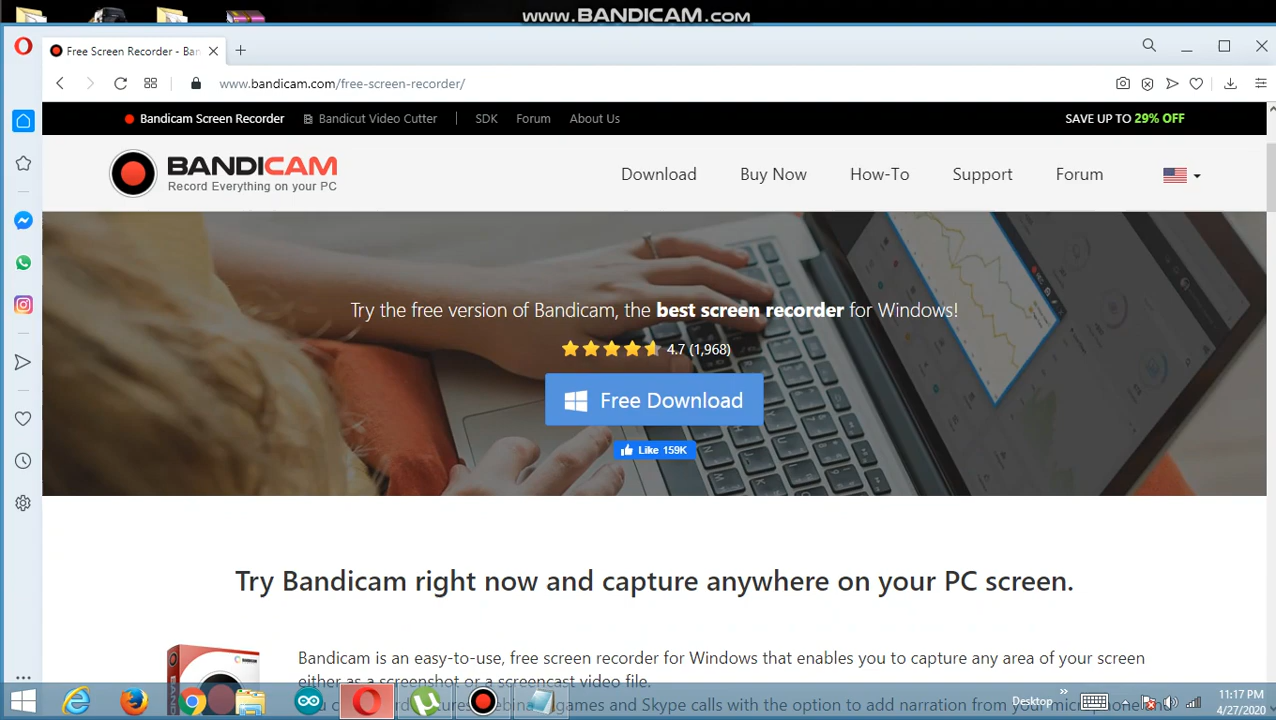 www.BANDICAM.com
Free Screen Recorder - Ban
www.bandicam.com/free-screen-recorder/
Bandicam Screen Recorder
Bandicut Video Cutter
SDK
Forum
About Us
SAVE UP TO 29% OFF
BANDICAM
Record Everything on your PC
Download
Buy Now
How-To
Support
Forum
Try the free version of Bandicam, the best screen recorder for Windows!
4.7 (1,968)
Free Download
Like 159K
Try Bandicam right now and capture anywhere on your PC screen.
Bandicam is an easy-to-use, free screen recorder for Windows that enables you to capture any area of your screen
either as a screenshot or a screencast video file.
games and Skype calls with the option to add narration from your
Desktop
11:17 PM
4/27/2020